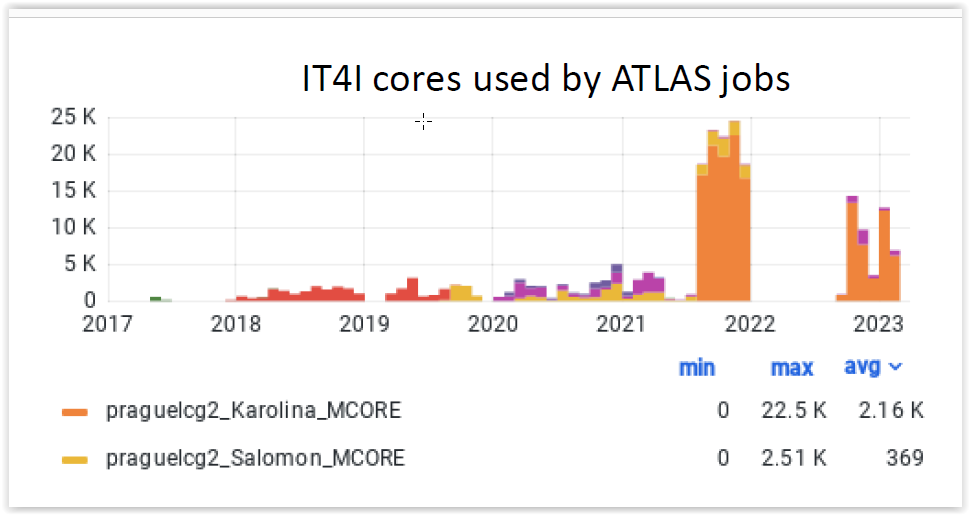 IT4I cores used by ATLAS jobs
25 K
20 K
15 K
10 K
5 K
0
2017 2018 2019 2020 2021 2022 2023
min max avg
praguelcg2_Karolina_MCORE 0 22.5 K 2.16 K
praguelcg2_Salomon_MCORE 0 2.51 K 369